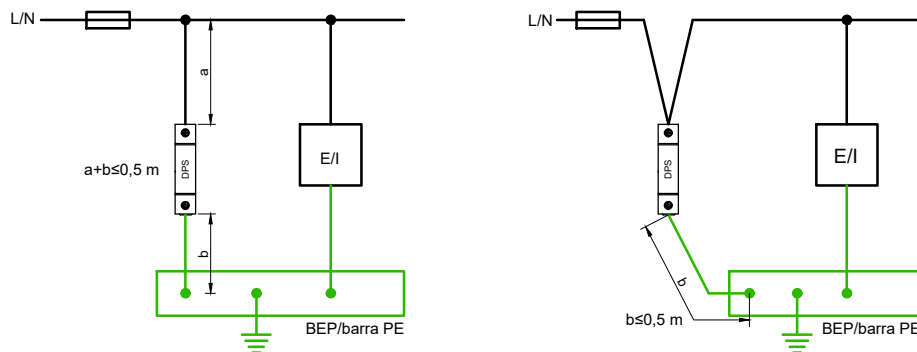 L/N
a
DPS
E/I
a+b≤0,5 m
b
BEP/barra PE
L/N
DPS
E/I
b
b≤0,5 m
BEP/barra PE